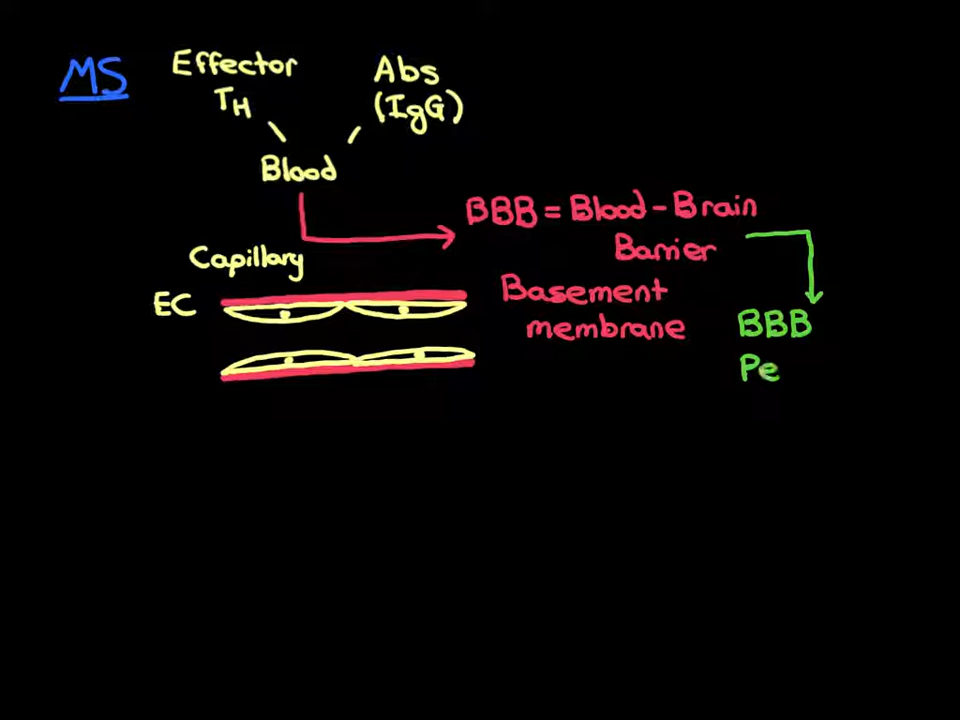 MS
Effector
TH
Abs
(IgG)
Blood
BBB = Blood-Brain
Barrier
Capillary
EC
Basement
membrane
BBB
Pe